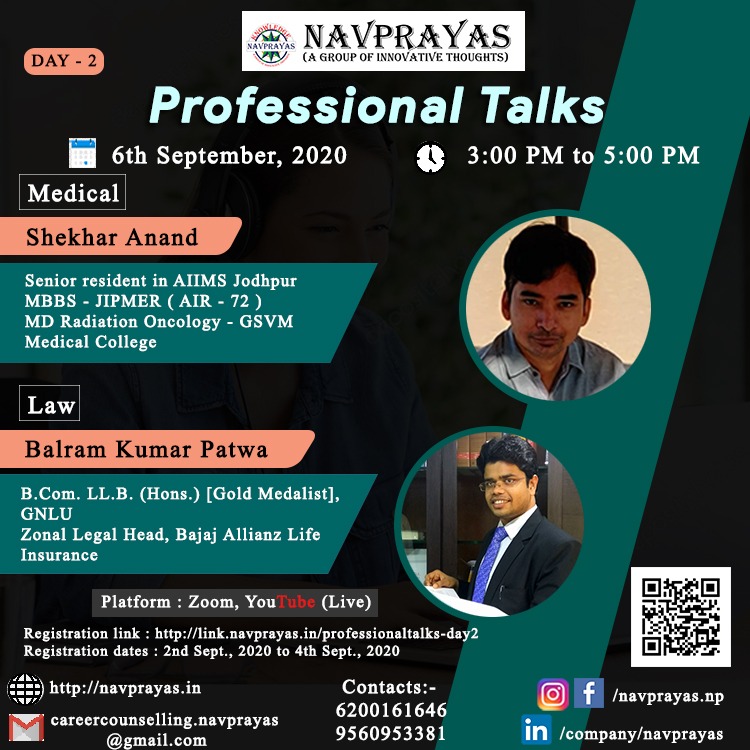 KNOWLEDGE
NAVPRAYAS
NAVPRAYAS
(A GROUP OF INNOVATIVE THOUGHTS)
DAY - 2
Professional Talks
6th September, 2020
3:00 PM to 5:00 PM
Medical
Shekhar Anand
Senior resident in AIIMS Jodhpur
MBBS - JIPMER ( AIR - 72 )
MD Radiation Oncology - GSVM
Medical College
Law
Balram Kumar Patwa
B.Com. LL.B. (Hons.) [Gold Medalist],
GNLU
Zonal Legal Head, Bajaj Allianz Life
Insurance
Platform : Zoom, YouTube (Live)
Registration link : http://link.navprayas.in/professionaltalks-day2
Registration dates : 2nd Sept., 2020 to 4th Sept., 2020
http://navprayas.in
careercounselling.navprayas
@gmail.com
Contacts:-
6200161646
9560953381
/navprayas.np
in /company/navprayas